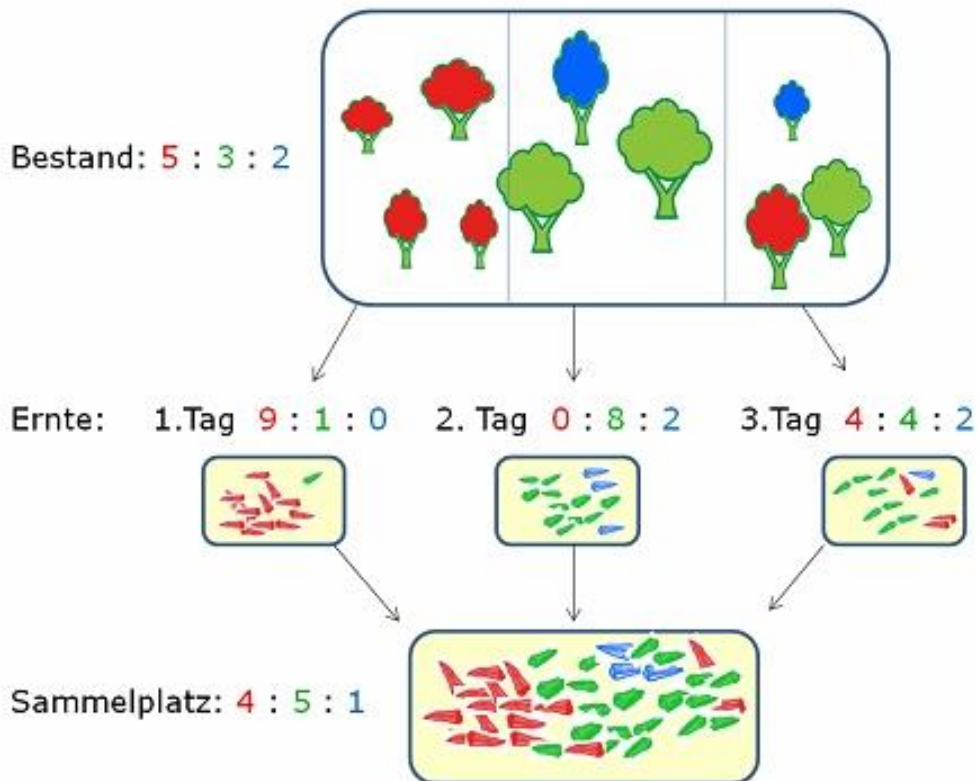 Bestand: 5 : 3 : 2
Ernte: 1.Tag 9 : 1 : 0 2. Tag 0 : 8 : 2 3.Tag 4 : 4 : 2
Sammelplatz: 4 : 5 : 1